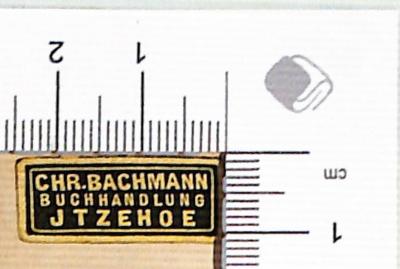 2 1
cm
CHR.BACHMANN
BUCHHANDLUNG
JTZEHOE
1